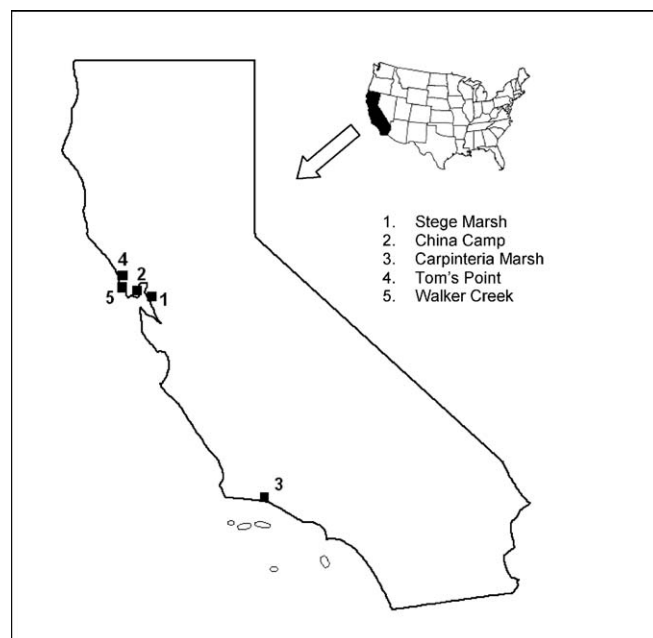 1. Stege Marsh
2. China Camp
3. Carpinteria Marsh
4. Tom's Point
5. Walker Creek
4
2
5
1
3